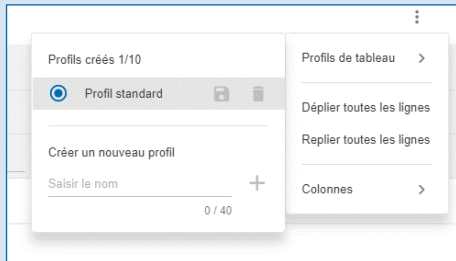 Profils créés 1/10
Profil standard
Créer un nouveau profil
Saisir le nom
0 / 40
Profils de tableau
Déplier toutes les lignes
Replier toutes les lignes
Colonnes